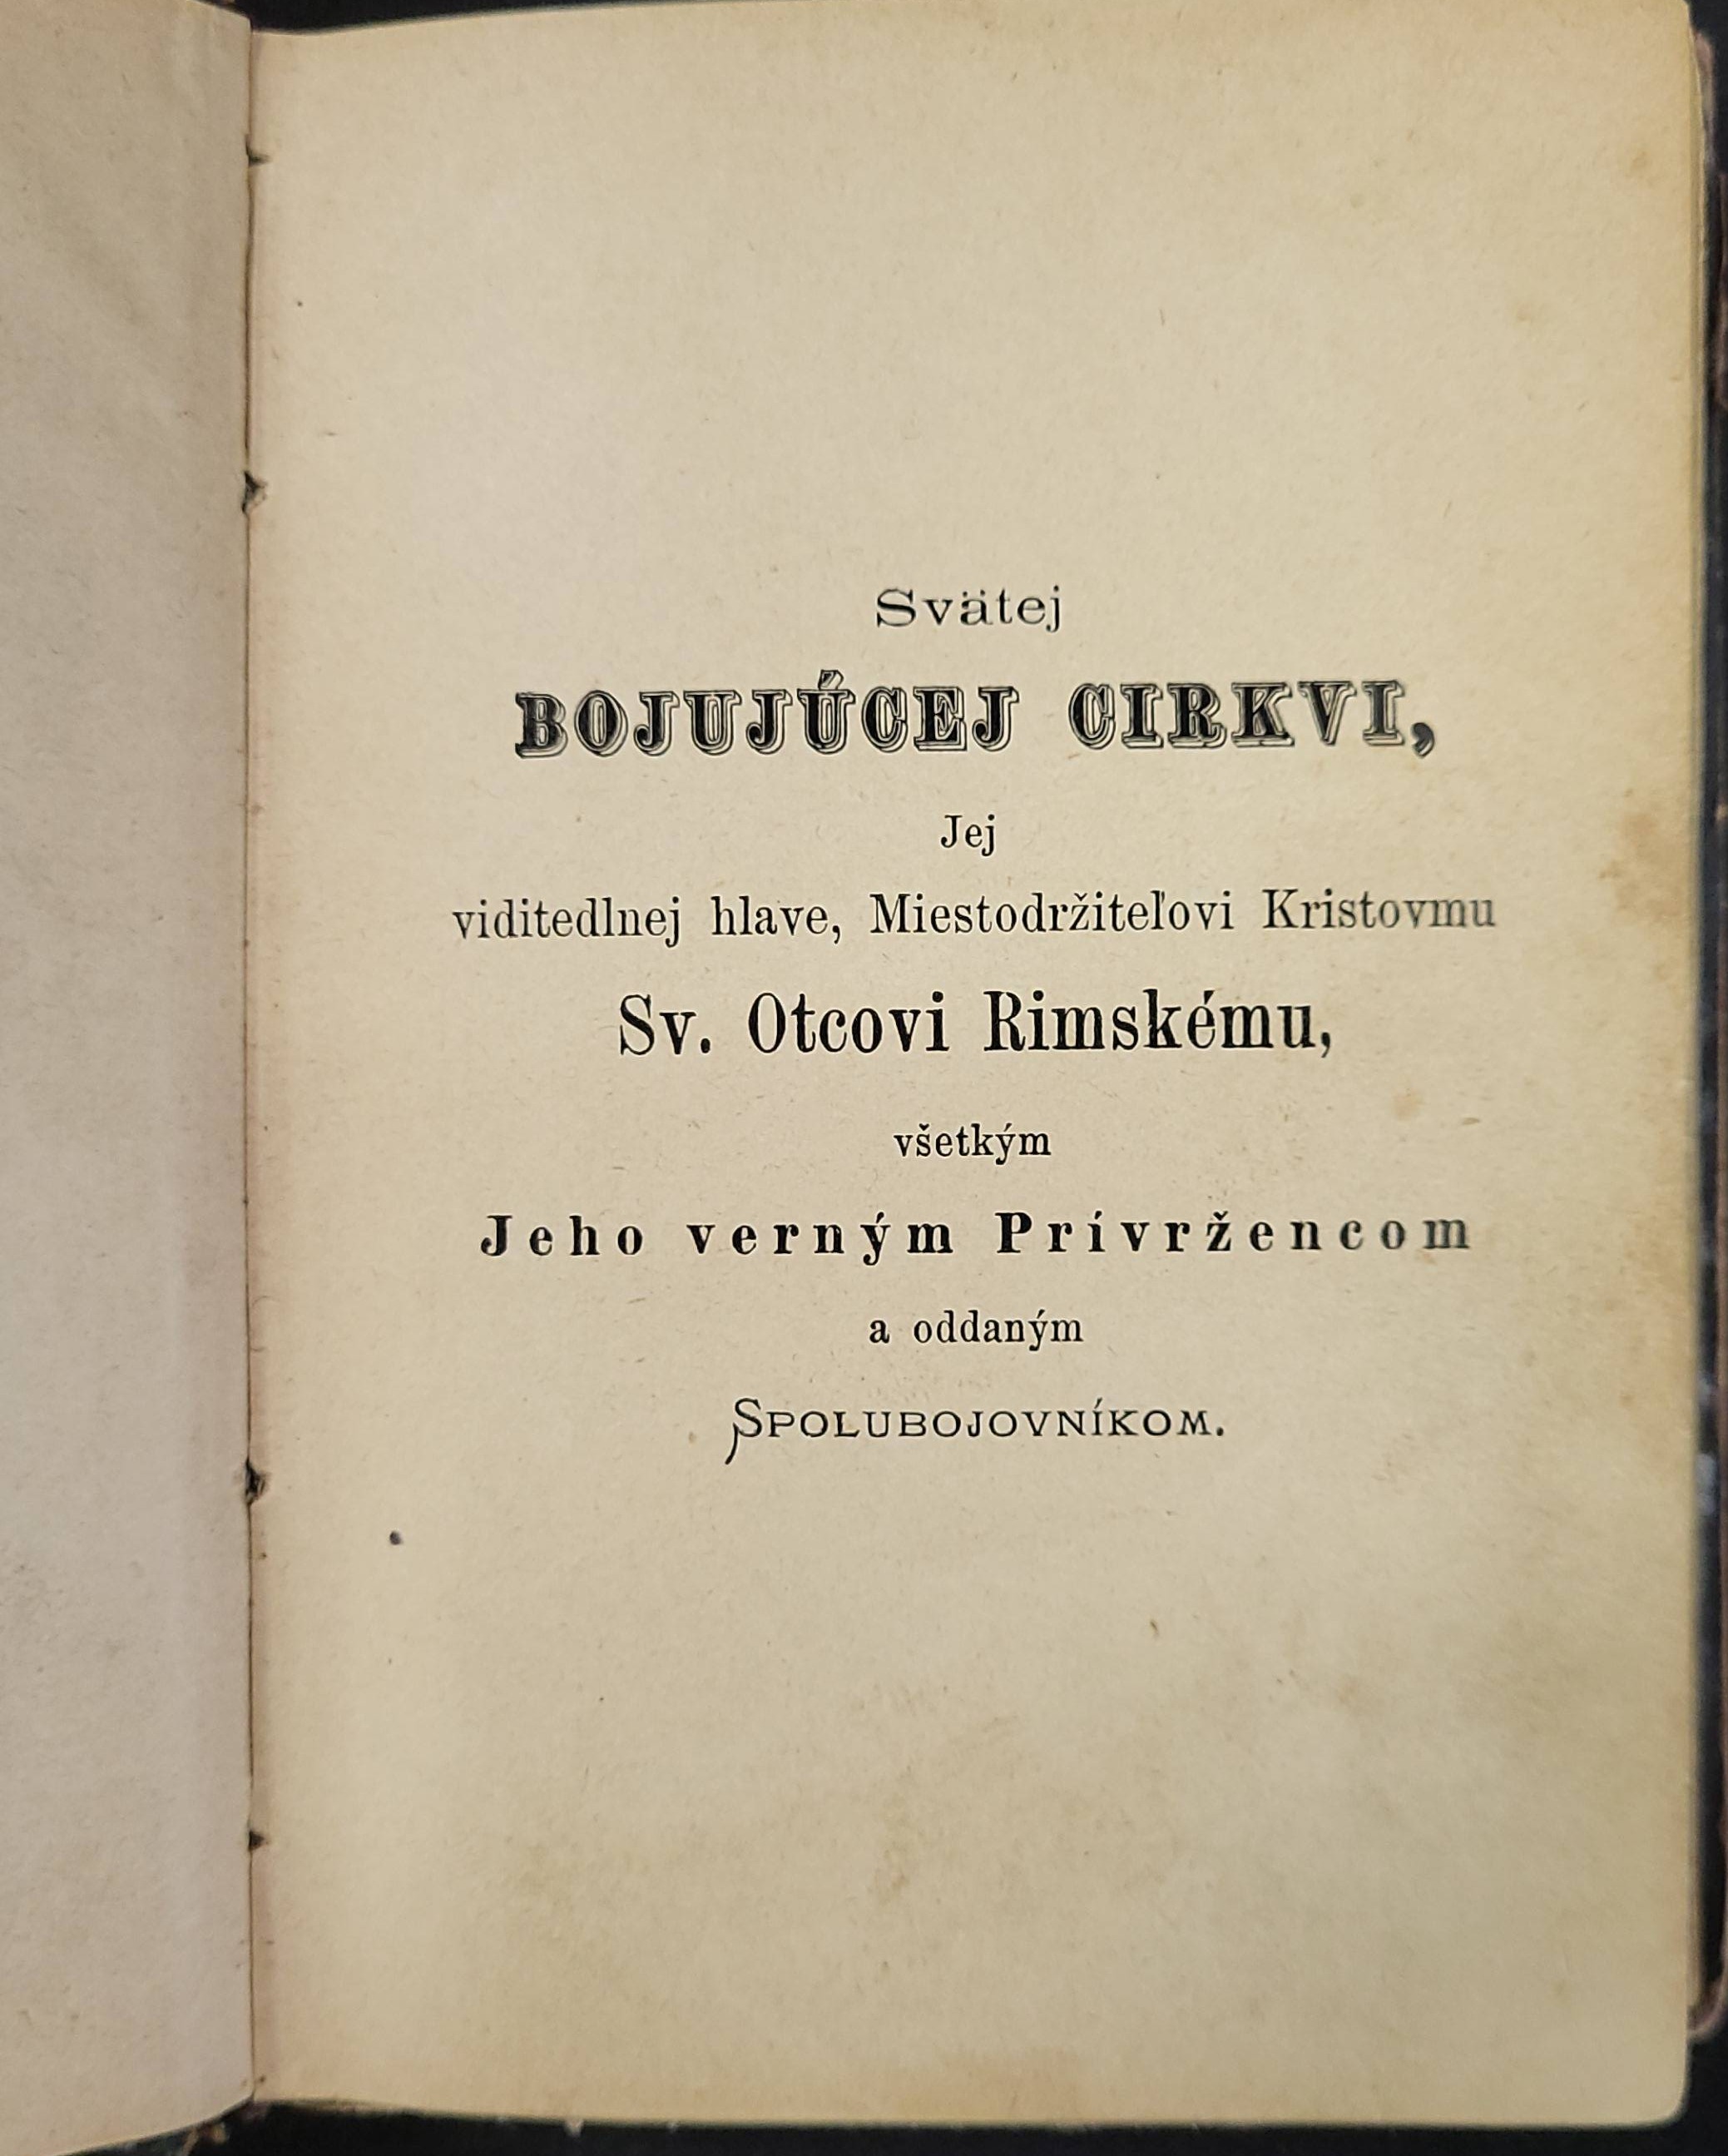 Svätej
BOJUJÚCEJ CIRKVI,
Jej
viditedlnej hlave, Miestodržiteľovi Kristovmu
Sv. Otcovi Rimskému,
všetkým
Jeho verným Prívržencom
a oddaným
SPOLUBOJOVNÍKOM.